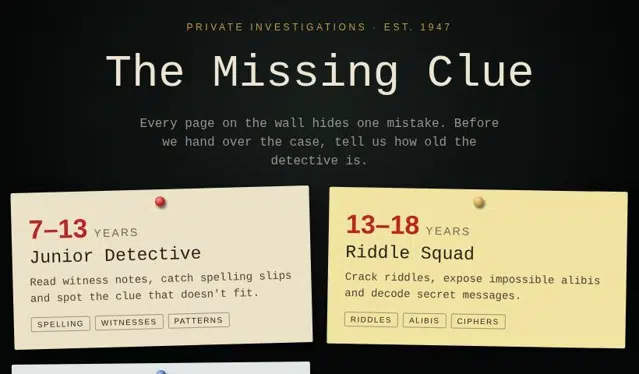 PRIVATE INVESTIGATIONS · EST. 1947
The Missing Clue
Every page on the wall hides one mistake. Before
we hand over the case, tell us how old the
detective is.
7–13 YEARS
Junior Detective
Read witness notes, catch spelling slips
and spot the clue that doesn't fit.
SPELLING WITNESSES PATTERNS
13–18 YEARS
Riddle Squad
Crack riddles, expose impossible alibis
and decode secret messages.
RIDDLES ALIBIS CIPHERS